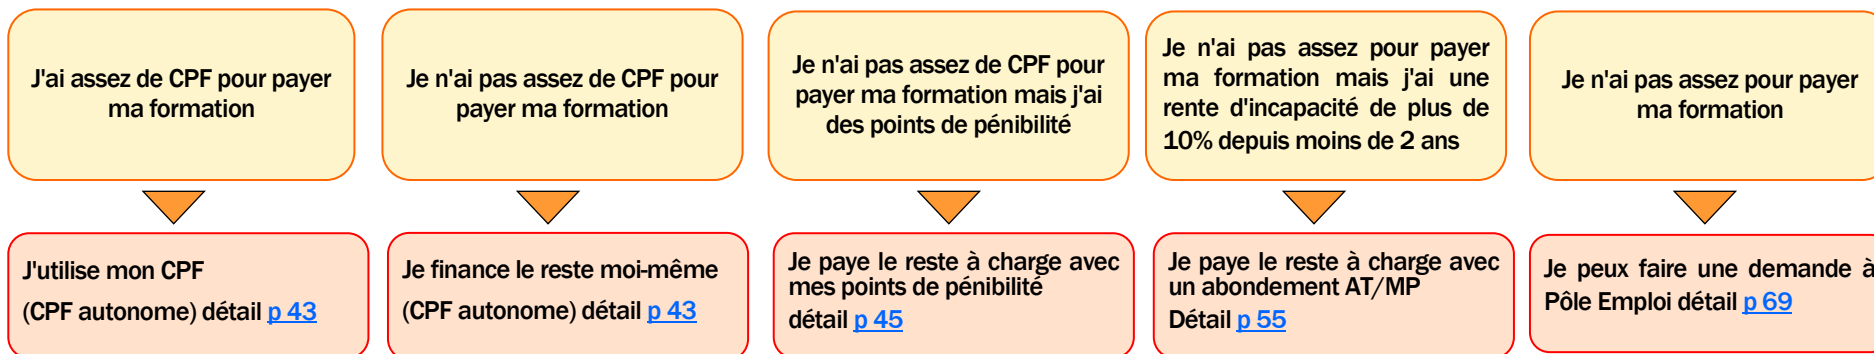 J'ai assez de CPF pour payer
ma formation
Je n'ai pas assez de CPF pour
payer ma formation
Je n'ai pas assez de CPF pour
payer ma formation mais j'ai
des points de pénibilité
Je n'ai pas assez pour payer
ma formation mais j'ai une
rente d'incapacité de plus de
10% depuis moins de 2 ans
Je n'ai pas assez pour payer
ma formation
J'utilise mon CPF
(CPF autonome) détail p 43
Je finance le reste moi-même
(CPF autonome) détail p 43
Je paye le reste à charge avec
mes points de pénibilité
détail p 45
Je paye le reste à charge avec
un abondement AT/MP
Détail p 55
Je peux faire une demande à
Pôle Emploi détail p 69